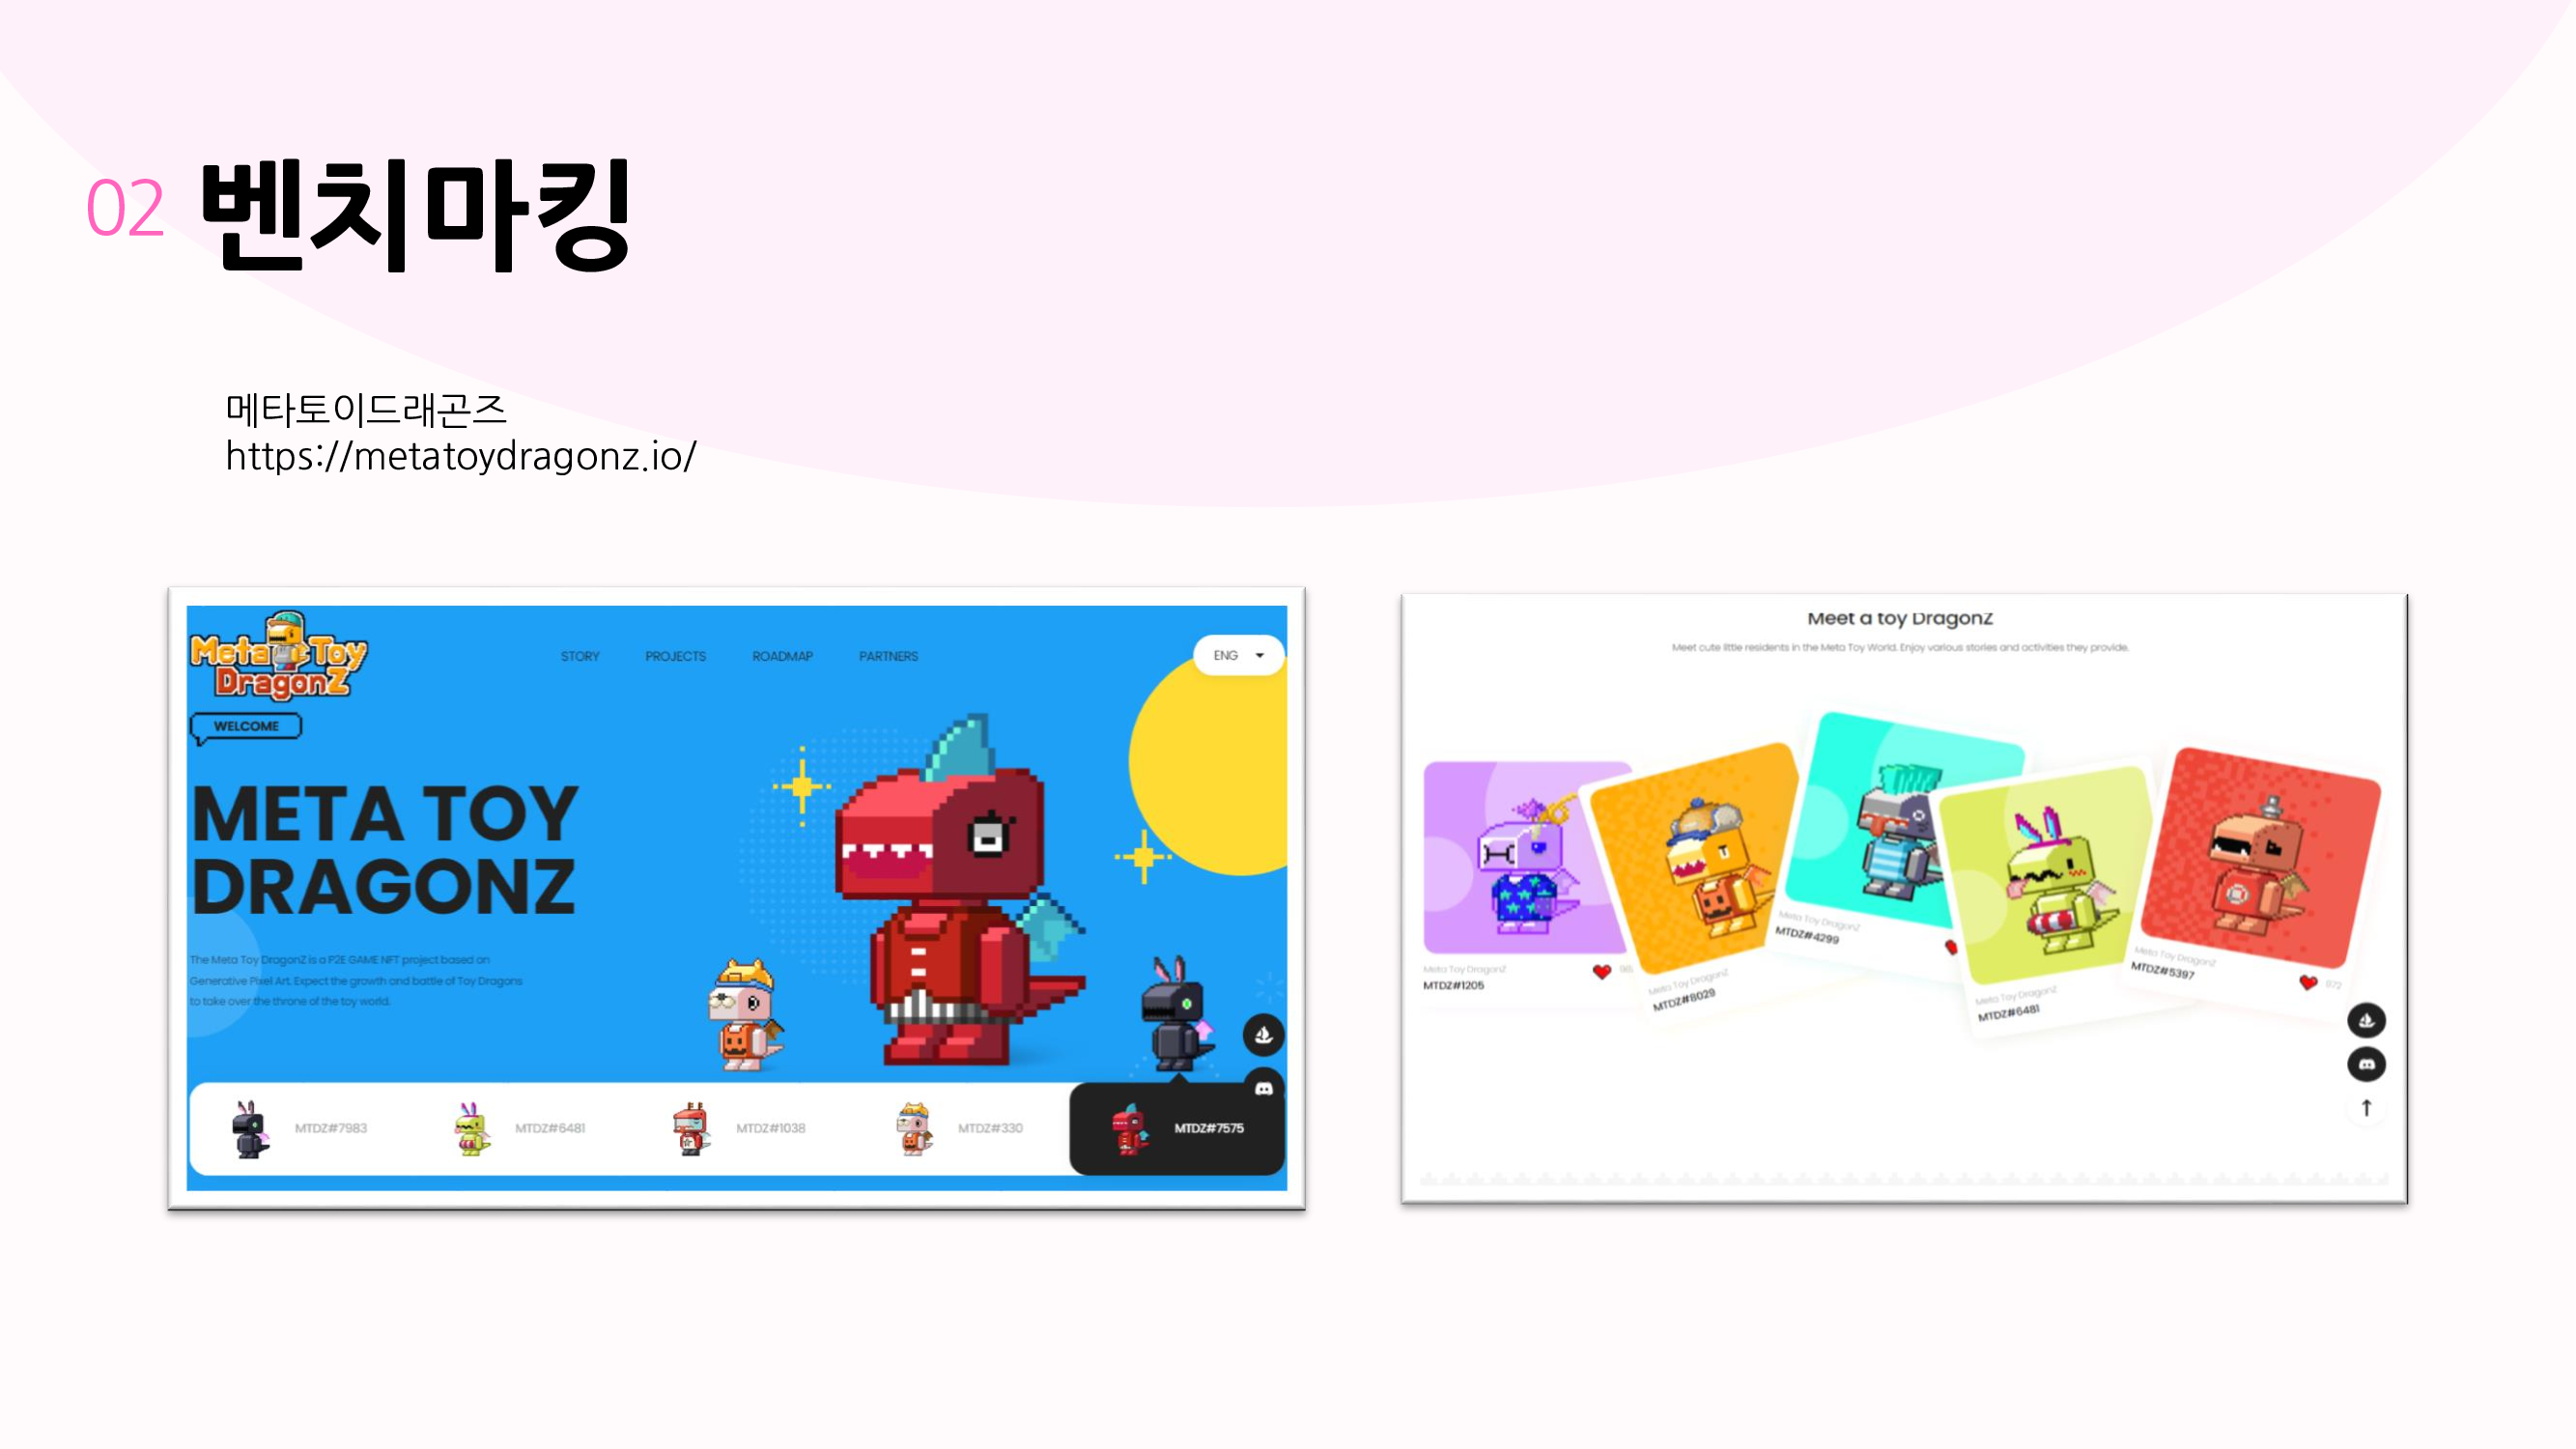 02 벤치마킹
메타토이드래곤즈
https://metatoydragonz.io/
Meta Toy
DragonZ
STORY PROJECTS ROADMAP PARTNERS
ENG
WELCOME
META TOY
DRAGONZ
The Meta Toy DragonZ is a P2E GAME NFT project based on
Generative Pixel Art. Expect the growth and battle of Toy Dragons
to take over the throne of the toy world.
MTDZ#7983 MTDZ#6481 MTDZ#1038 MTDZ#330 MTDZ#7575
Meet a toy DragonZ
Meet cute little residents in the Meta Toy World. Enjoy various stories and activities they provide.
Meta Toy DragonZ
MTDZ#1205
Meta Toy DragonZ
MTDZ#8029
Meta Toy DragonZ
MTDZ#4299
Meta Toy DragonZ
MTDZ#6481
Meta Toy DragonZ
MTDZ#5397
972